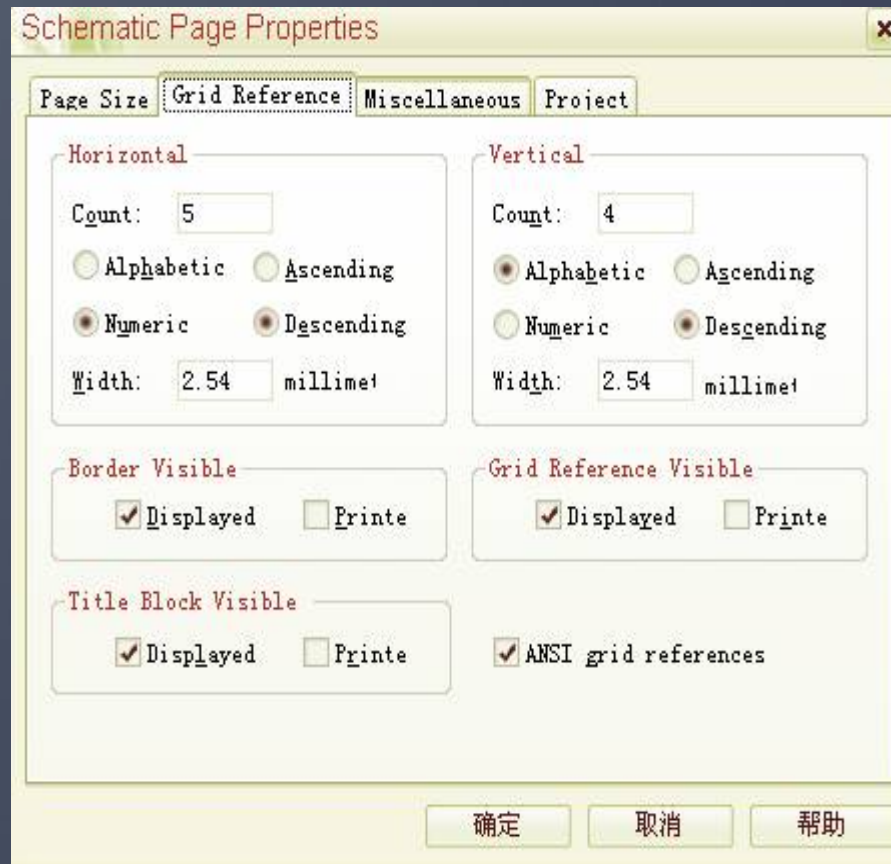 Schematic Page Properties
Page Size Grid Reference Miscellaneous Project
Horizontal
Count: 5
Alphabetic Ascending
Numeric Descending
Width: 2.54 millimet
Vertical
Count: 4
Alphabetic Ascending
Numeric Descending
Width: 2.54 millimet
Border Visible
Displayed Printe
Grid Reference Visible
Displayed Printe
Title Block Visible
Displayed Printe
ANSI grid references
确定 取消 帮助